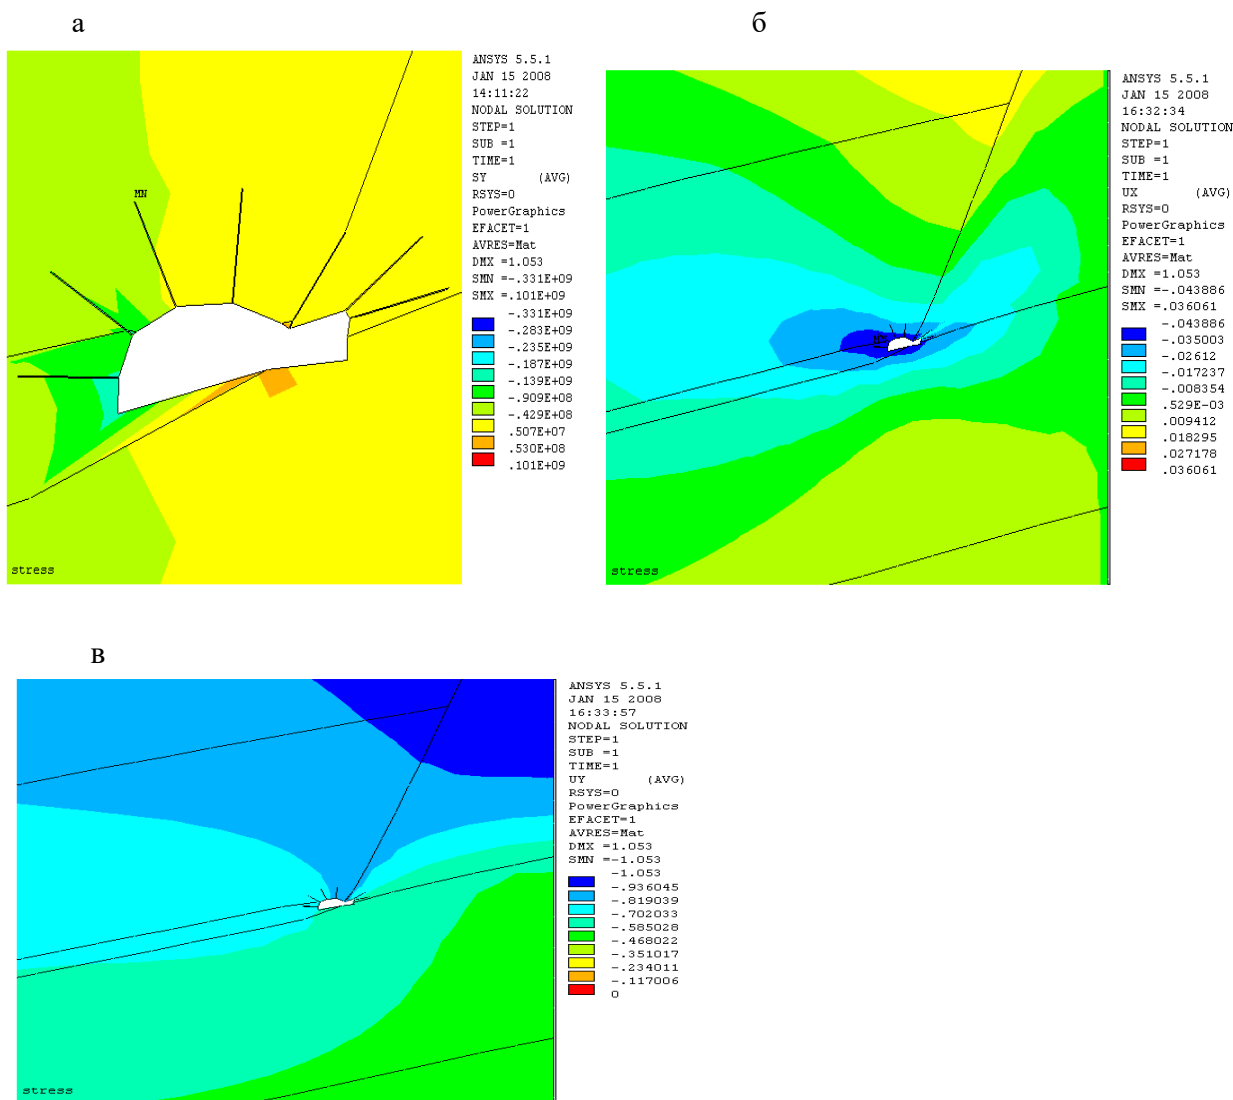 а
ANSYS 5.5.1
JAN 15 2008
14:11:22
NODAL SOLUTION
STEP=1
SUB =1
TIME=1
SY (AVG)
RSYS=0
PowerGraphics
EFACET=1
AVRES=Mat
DMX =1.053
SMN =-.331E+09
SMX =.101E+09
-.331E+09
-.283E+09
-.235E+09
-.187E+09
-.139E+09
-.909E+08
-.429E+08
.507E+07
.530E+08
.101E+09
MN
stress
б
ANSYS 5.5.1
JAN 15 2008
16:32:34
NODAL SOLUTION
STEP=1
SUB =1
TIME=1
UX (AVG)
RSYS=0
PowerGraphics
EFACET=1
AVRES=Mat
DMX =1.053
SMN =-.043886
SMX =.036061
-.043886
-.035003
-.02612
-.017237
-.008354
.529E-03
.009412
.018295
.027178
.036061
stress
в
ANSYS 5.5.1
JAN 15 2008
16:33:57
NODAL SOLUTION
STEP=1
SUB =1
TIME=1
UY (AVG)
RSYS=0
PowerGraphics
EFACET=1
AVRES=Mat
DMX =1.053
SMN =-1.053
-1.053
-.936045
-.819039
-.702033
-.585028
-.468022
-.351017
-.234011
-.117006
0
stress